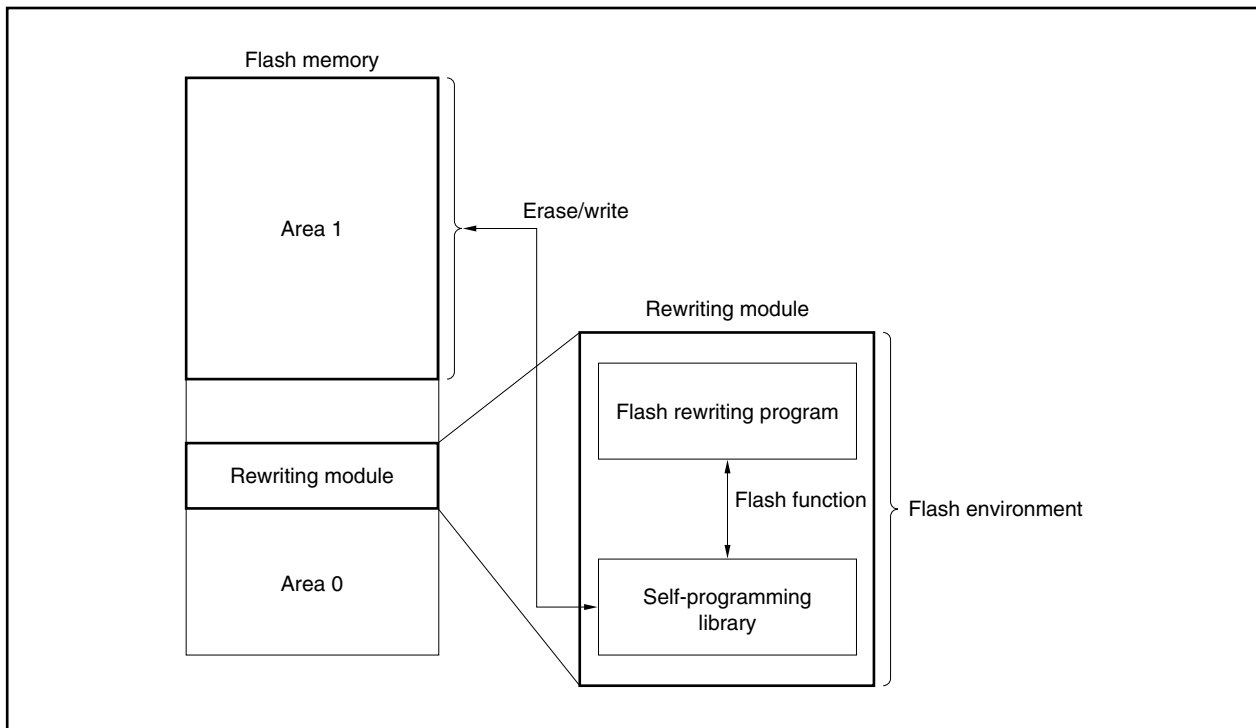 Flash memory
Area 1
Erase/write
Rewriting module
Flash rewriting program
Rewriting module
Flash function
Flash environment
Area 0
Self-programming
library